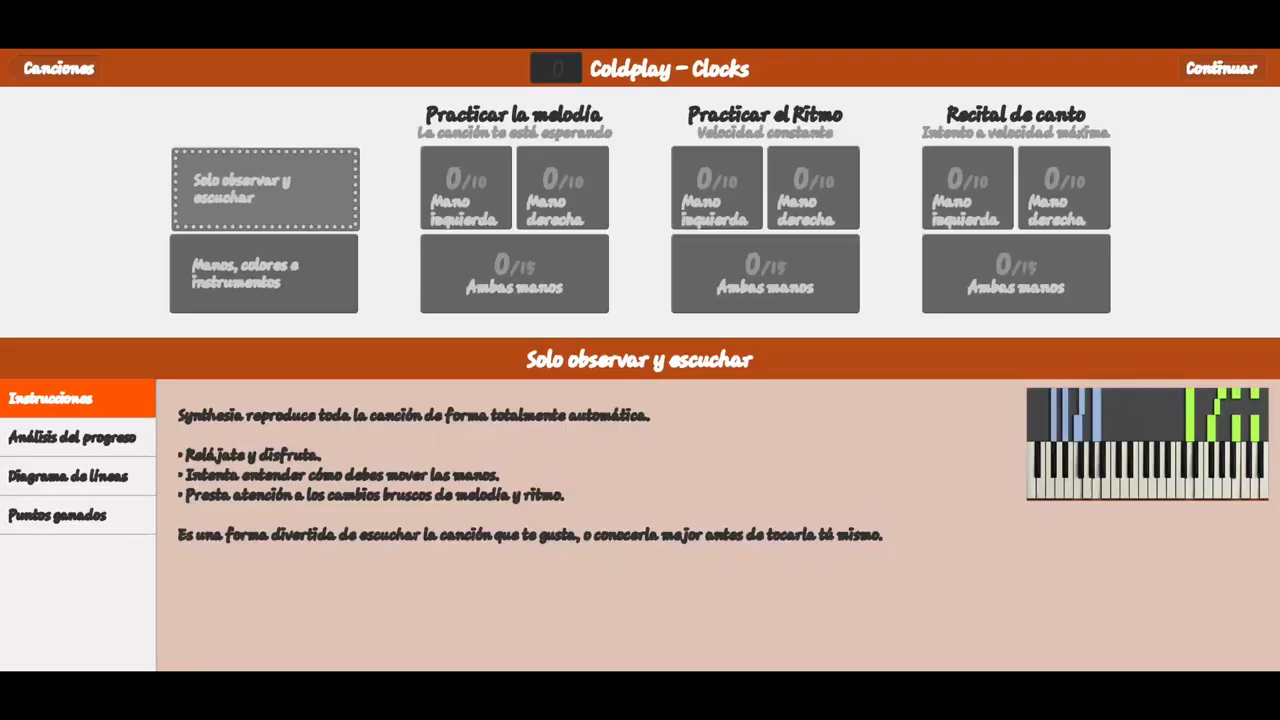 Canciones
0
Coldplay - Clocks
Continuar
Practicar la melodía
La canción te está esperando
Practicar el Ritmo
Velocidad constante
Recital de canto
Intento a velocidad máxima
Solo observar y
escuchar
0/10
Mano
izquierda
0/10
Mano
derecha
0/10
Mano
izquierda
0/10
Mano
derecha
0/10
Mano
izquierda
0/10
Mano
derecha
Manos, colores e
instrumentos
0/15
Ambas manos
0/15
Ambas manos
0/15
Ambas manos
Solo observar y escuchar
Instrucciones
Análisis del progreso
Diagrama de líneas
Puntos ganados
Synthesia reproduce toda la canción de forma totalmente automática.
• Relájate y disfruta.
• Intenta entender cómo debes mover las manos.
• Presta atención a los cambios bruscos de melodía y ritmo.
Es una forma divertida de escuchar la canción que te gusta, o conocerla major antes de tocarla tú mismo.